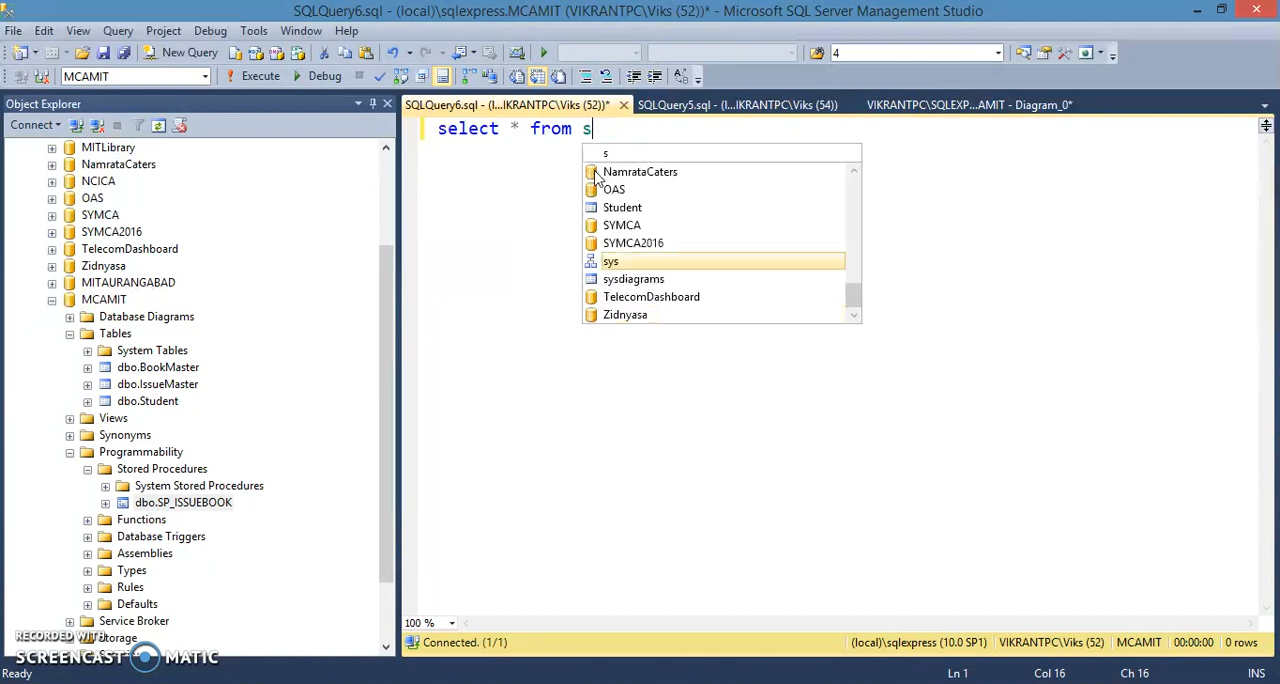 SQLQuery6.sql - (local)\sqlexpress.MCAMIT (VIKRANTPC\Viks (52))* - Microsoft SQL Server Management Studio
File Edit View Query Project Debug Tools Window Help
New Query 4
MCAMIT Execute Debug
Object Explorer
SQLQuery6.sql - (l...IKRANTPC\Viks (52))* SQLQuery5.sql - (l...IKRANTPC\Viks (54)) VIKRANTPC\SQLEXP...AMIT - Diagram_0*
Connect
MITLibrary
NamrataCaters
NCICA
OAS
SYMCA
SYMCA2016
TelecomDashboard
Zidnyasa
MITAURANGABAD
MCAMIT
Database Diagrams
Tables
System Tables
dbo.BookMaster
dbo.IssueMaster
dbo.Student
Views
Synonyms
Programmability
Stored Procedures
System Stored Procedures
dbo.SP_ISSUEBOOK
Functions
Database Triggers
Assemblies
Types
Rules
Defaults
Service Broker
Storage
select * from s
s
NamrataCaters
OAS
Student
SYMCA
SYMCA2016
sys
sysdiagrams
TelecomDashboard
Zidnyasa
100 %
Connected. (1/1) (local)\sqlexpress (10.0 SP1) VIKRANTPC\Viks (52) MCAMIT 00:00:00 0 rows
RECORDED WITH
SCREENCAST MATIC
Ready Ln 1 Col 16 Ch 16 INS